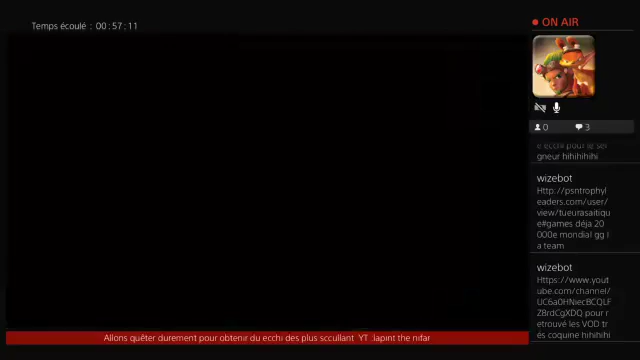 Temps écoulé : 00:57:11
ON AIR
0
3
e ecchi pour le sei
gneur hihihihihi
wizebot
Http://psntrophyl
eaders.com/user/
view/tueurasaitiqu
e#games déja 20
000e mondial gg l
a team
wizebot
Https://www.yout
ube.com/channel/
UC6a0HNiecBCQLF
ZBrdCgXDQ pour r
etrouvé les VOD tr
és coquine hihihihi
Allons quêter durement pour obtenir du ecchi des plus sccullant YT :lapint the nifar